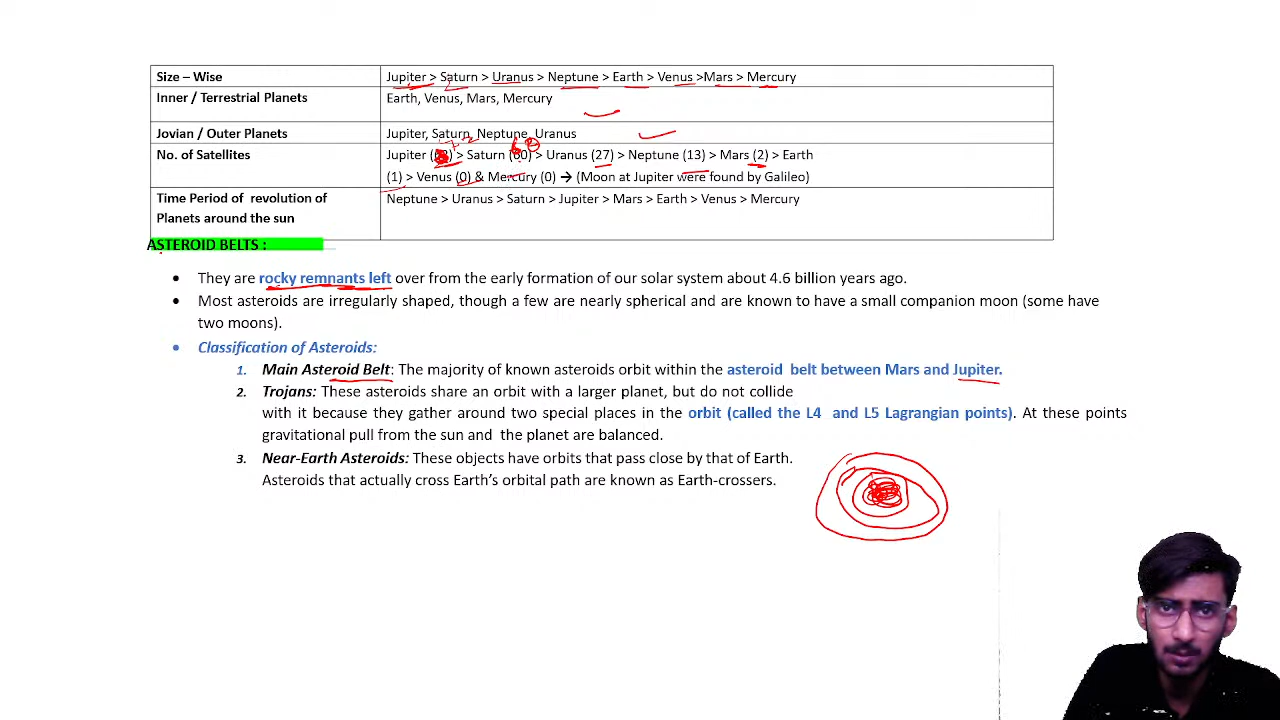 Size – Wise Jupiter > Saturn > Uranus > Neptune > Earth > Venus >Mars > Mercury
Inner / Terrestrial Planets Earth, Venus, Mars, Mercury
Jovian / Outer Planets Jupiter, Saturn, Neptune, Uranus
No. of Satellites Jupiter ( ) > Saturn ( 0) > Uranus (27) > Neptune (13) > Mars (2) > Earth
(1) > Venus (0) & Mercury (0) → (Moon at Jupiter were found by Galileo)
Time Period of revolution of Neptune > Uranus > Saturn > Jupiter > Mars > Earth > Venus > Mercury
Planets around the sun
ASTEROID BELTS :
• They are rocky remnants left over from the early formation of our solar system about 4.6 billion years ago.
• Most asteroids are irregularly shaped, though a few are nearly spherical and are known to have a small companion moon (some have
two moons).
• Classification of Asteroids:
1. Main Asteroid Belt: The majority of known asteroids orbit within the asteroid belt between Mars and Jupiter.
2. Trojans: These asteroids share an orbit with a larger planet, but do not collide
with it because they gather around two special places in the orbit (called the L4 and L5 Lagrangian points). At these points
gravitational pull from the sun and the planet are balanced.
3. Near-Earth Asteroids: These objects have orbits that pass close by that of Earth.
Asteroids that actually cross Earth’s orbital path are known as Earth-crossers.